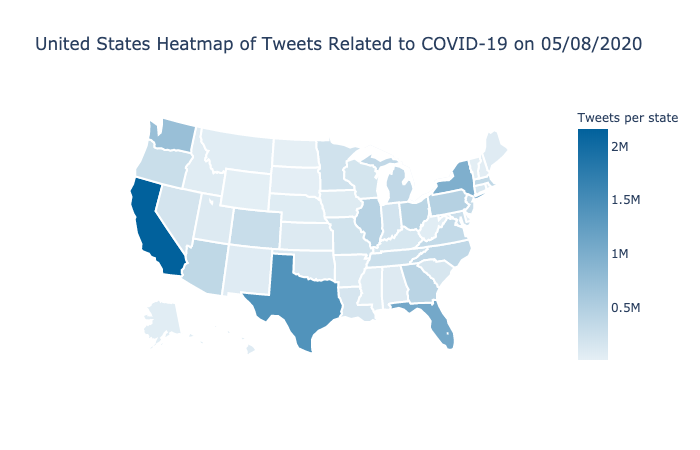 United States Heatmap of Tweets Related to COVID-19 on 05/08/2020
Tweets per state
2M
1.5M
1M
0.5M